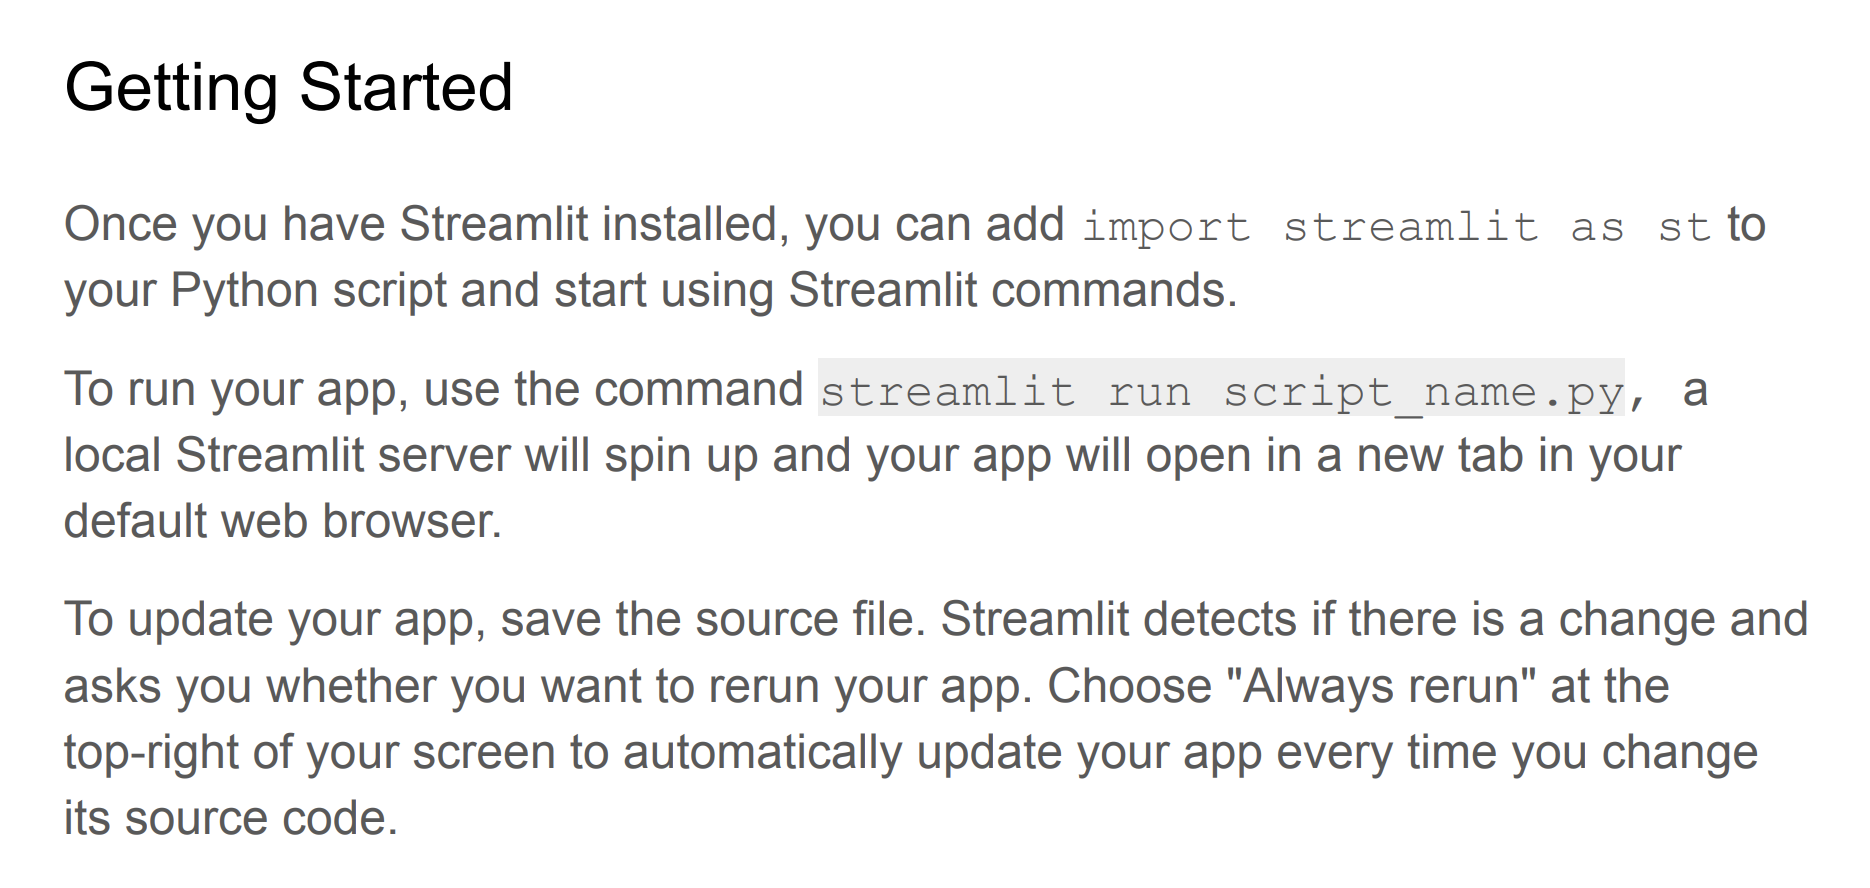 Getting Started
Once you have Streamlit installed, you can add import streamlit as st to
your Python script and start using Streamlit commands.
To run your app, use the command streamlit run script_name.py, a
local Streamlit server will spin up and your app will open in a new tab in your
default web browser.
To update your app, save the source file. Streamlit detects if there is a change and
asks you whether you want to rerun your app. Choose "Always rerun" at the
top-right of your screen to automatically update your app every time you change
its source code.